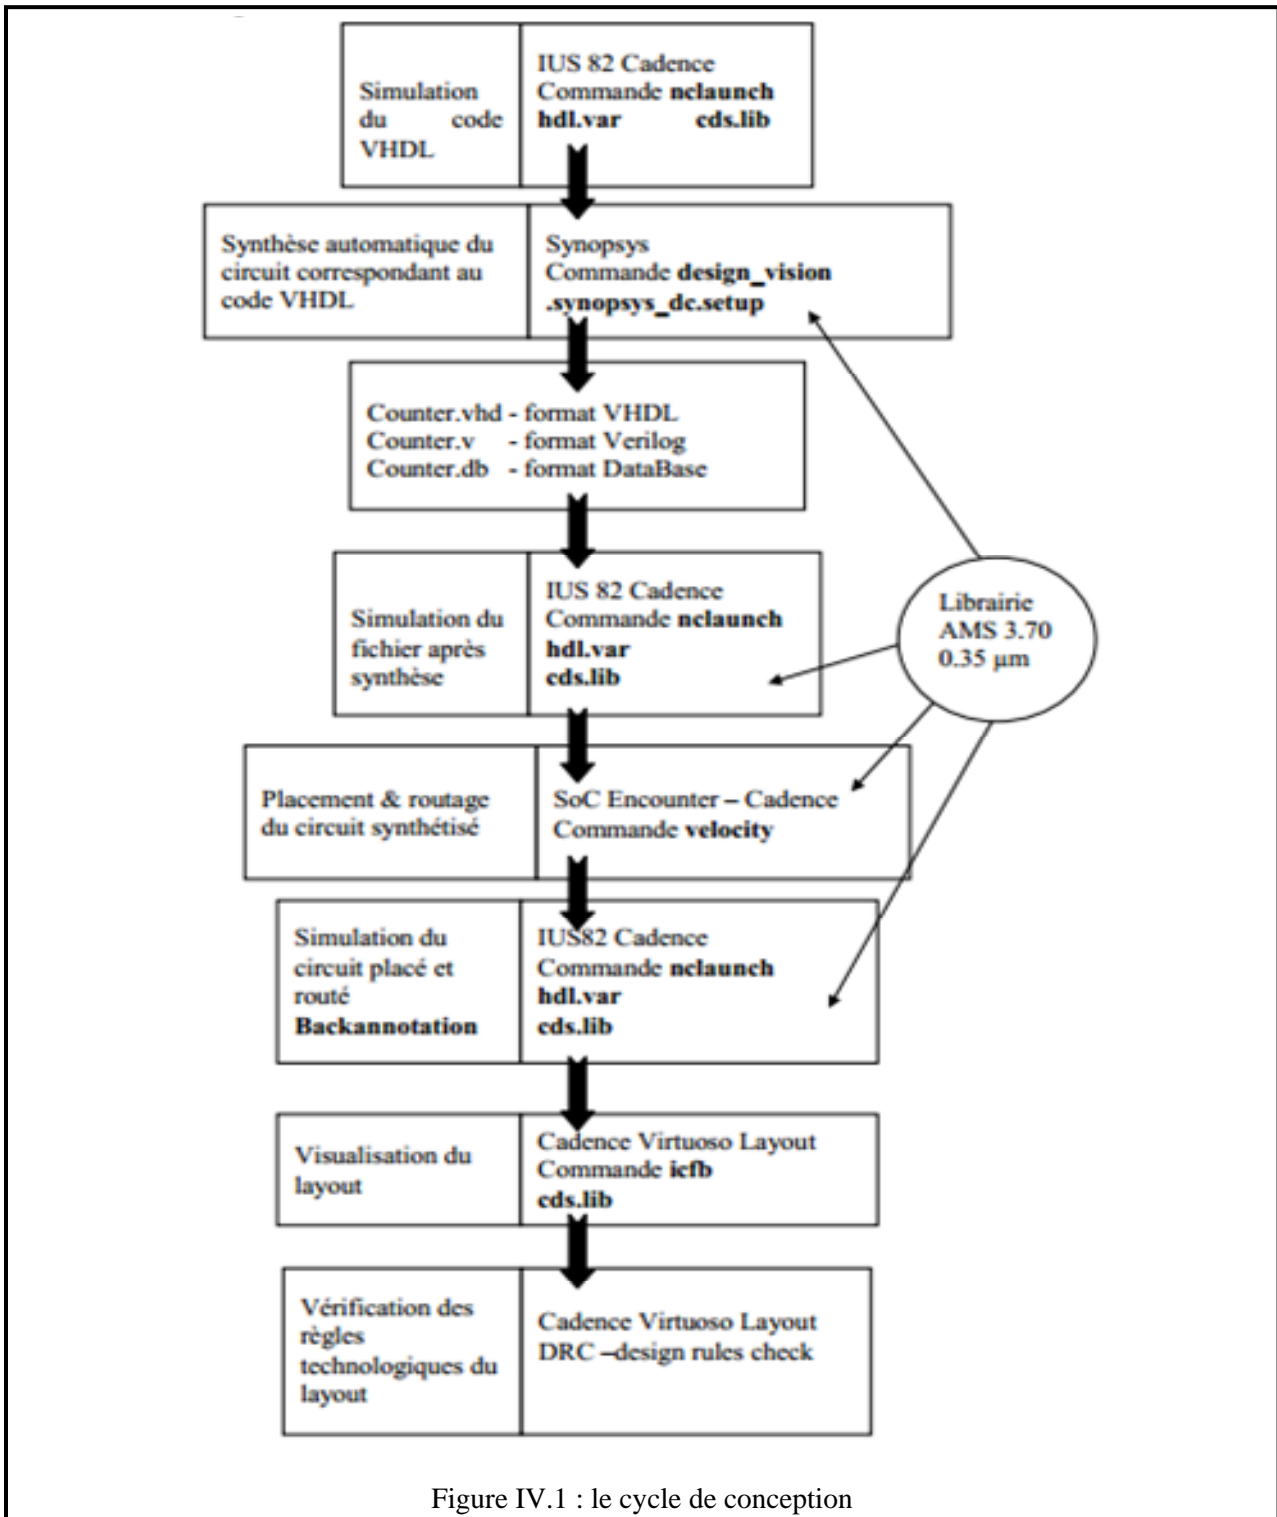 Simulation
du code
VHDL
IUS 82 Cadence
Commande nclaunch
hdl.var cds.lib
Synthèse automatique du
circuit correspondant au
code VHDL
Synopsys
Commande design_vision
.synopsys_dc.setup
Counter.vhd - format VHDL
Counter.v - format Verilog
Counter.db - format DataBase
Simulation du
fichier après
synthèse
IUS 82 Cadence
Commande nclaunch
hdl.var
cds.lib
Librairie
AMS 3.70
0.35 µm
Placement & routage
du circuit synthétisé
SoC Encounter – Cadence
Commande velocity
Simulation du
circuit placé et
routé
Backannotation
IUS82 Cadence
Commande nclaunch
hdl.var
cds.lib
Visualisation du
layout
Cadence Virtuoso Layout
Commande icfb
cds.lib
Vérification des
règles
technologiques du
layout
Cadence Virtuoso Layout
DRC –design rules check
Figure IV.1 : le cycle de conception